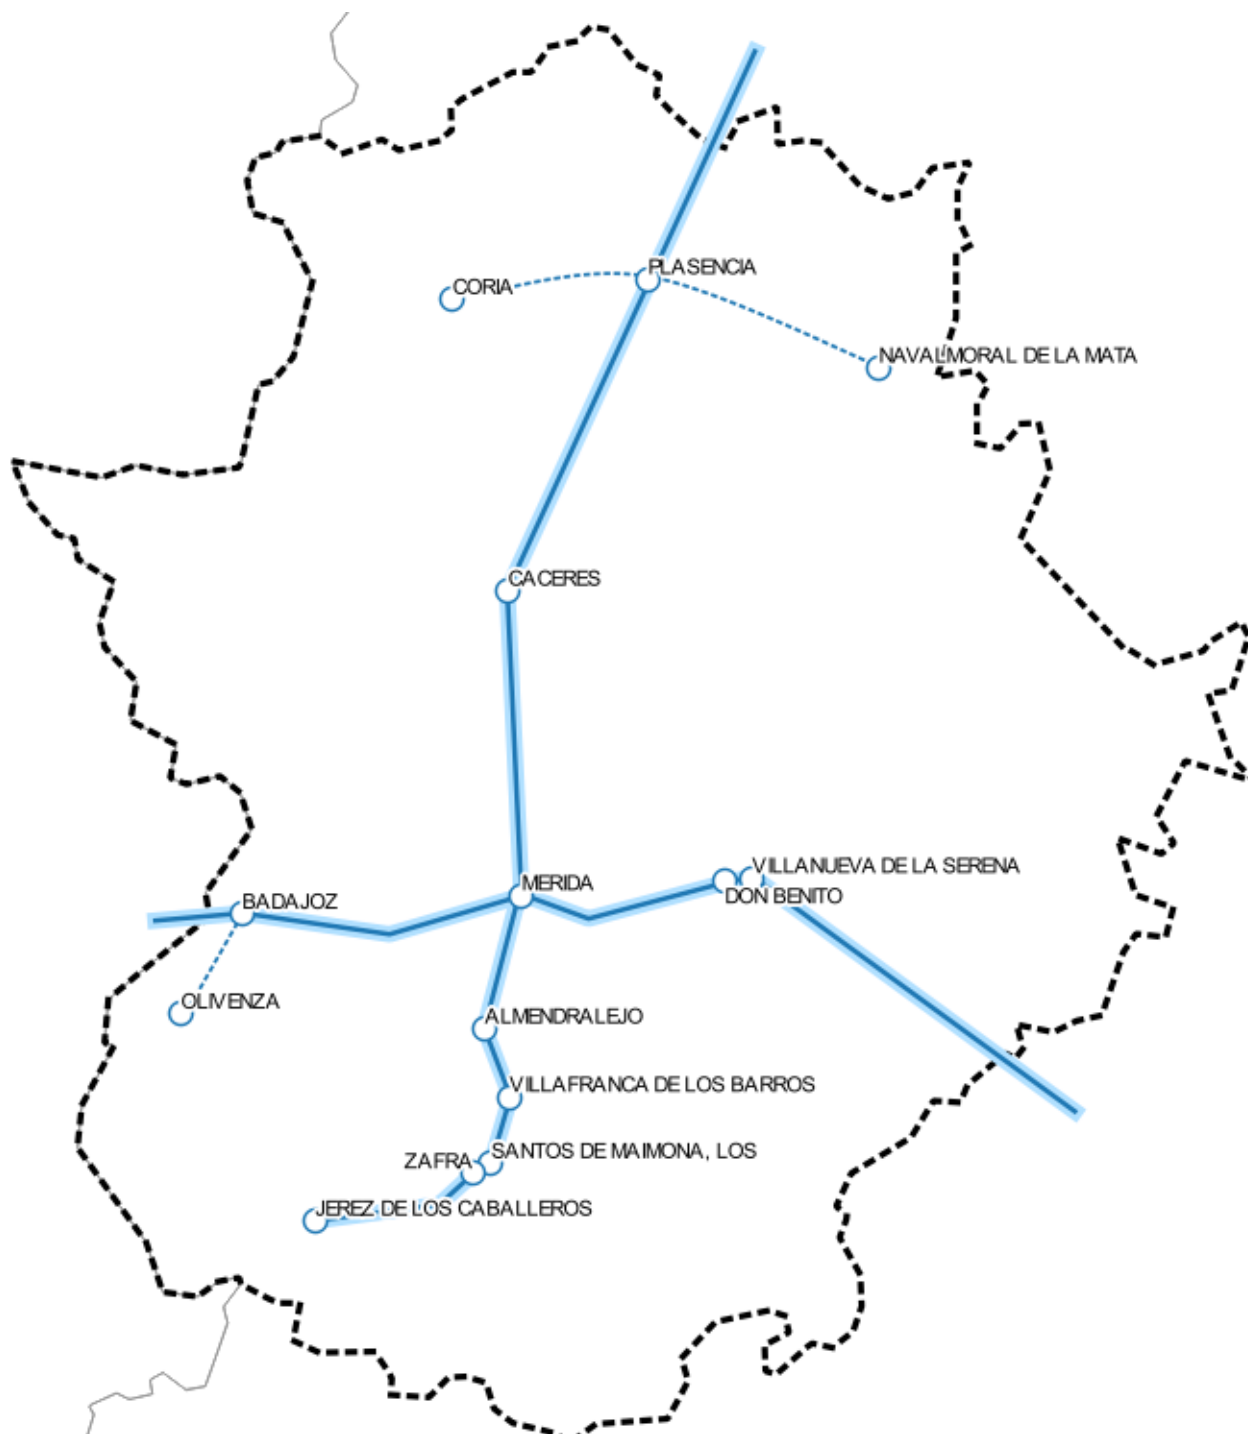 PLASENCIA
CORIA
NAVALMORAL DE LA MATA
CACERES
VILLANUEVA DE LA SERENA
MERIDA
DON BENITO
BADAJOZ
OLIVENZA
ALMENDRALEJO
VILLAFRANCA DE LOS BARROS
SANTOS DE MAIMONA, LOS
ZAFRA
JEREZ DE LOS CABALLEROS